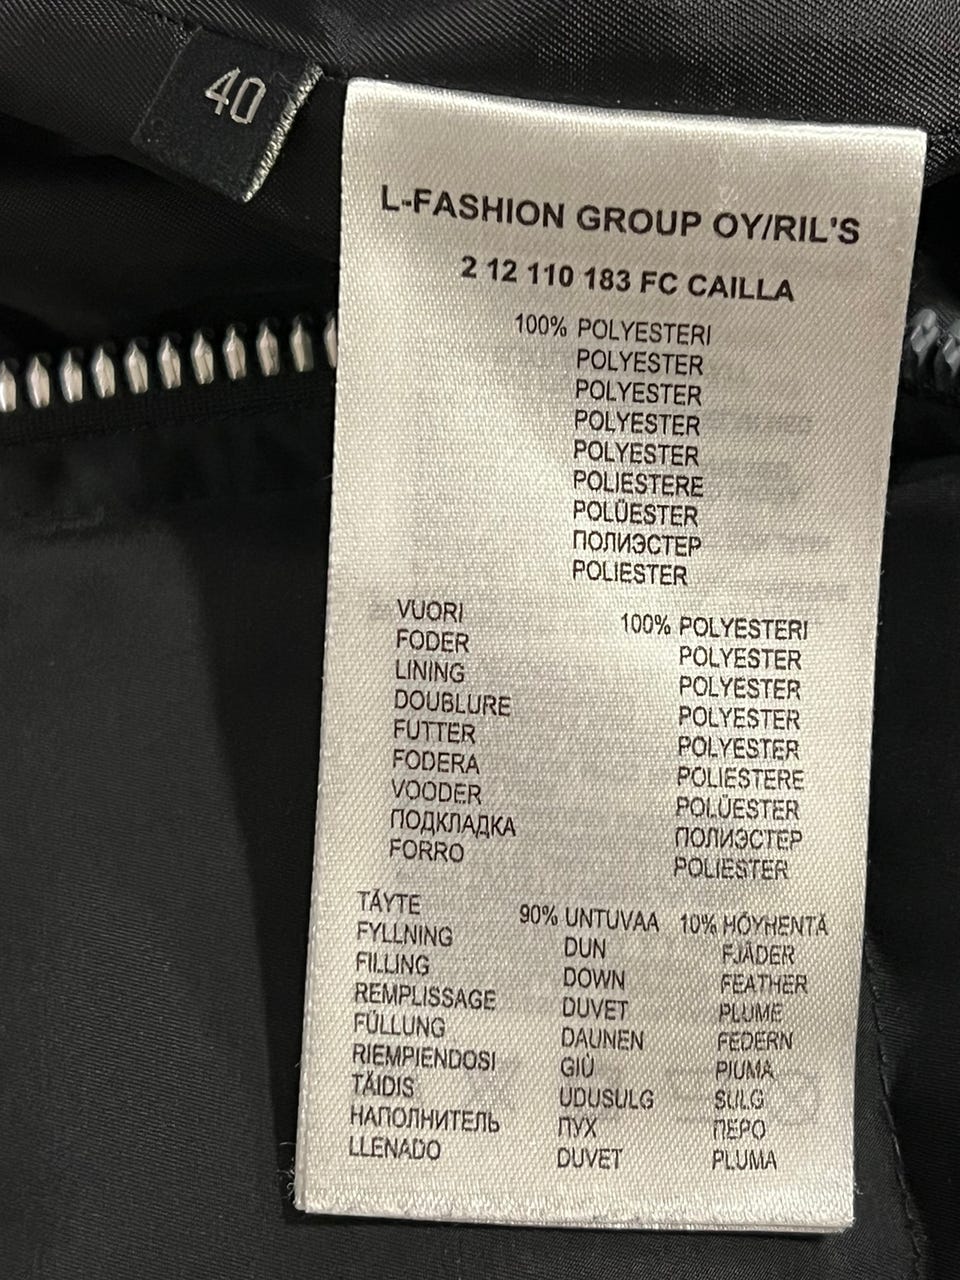 40
L-FASHION GROUP OY/RIL'S
2 12 110 183 FC CAILLA
100% POLYESTERI
POLYESTER
POLYESTER
POLYESTER
POLYESTER
POLIESTERE
POLÜESTER
ПОЛИЭСТЕР
POLIESTER
VUORI 100% POLYESTERI
FODER POLYESTER
LINING POLYESTER
DOUBLURE POLYESTER
FUTTER POLYESTER
FODERA POLIESTERE
VOODER POLÜESTER
ПОДКЛАДКА ПОЛИЭСТЕР
FORRO POLIESTER
TÄYTE 90% UNTUVAA 10% HÖYHENTÄ
FYLLNING DUN FJÄDER
FILLING DOWN FEATHER
REMPLISSAGE DUVET PLUME
FÜLLUNG DAUNEN FEDERN
RIEMPIENDOSI GIÙ PIUMA
TÄIDIS UDUSULG SULG
НАПОЛНИТЕЛЬ ПУХ ПЕРО
LLENADO DUVET PLUMA